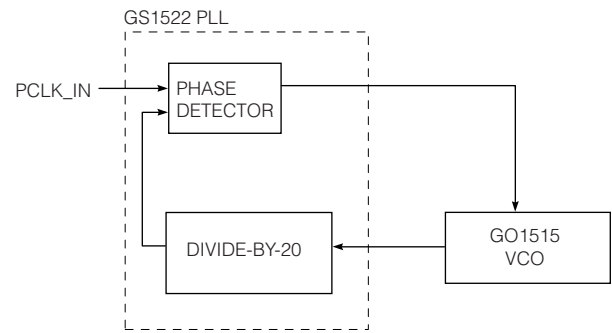 GS1522 PLL
PCLK_IN
PHASE
DETECTOR
DIVIDE-BY-20
GO1515
VCO